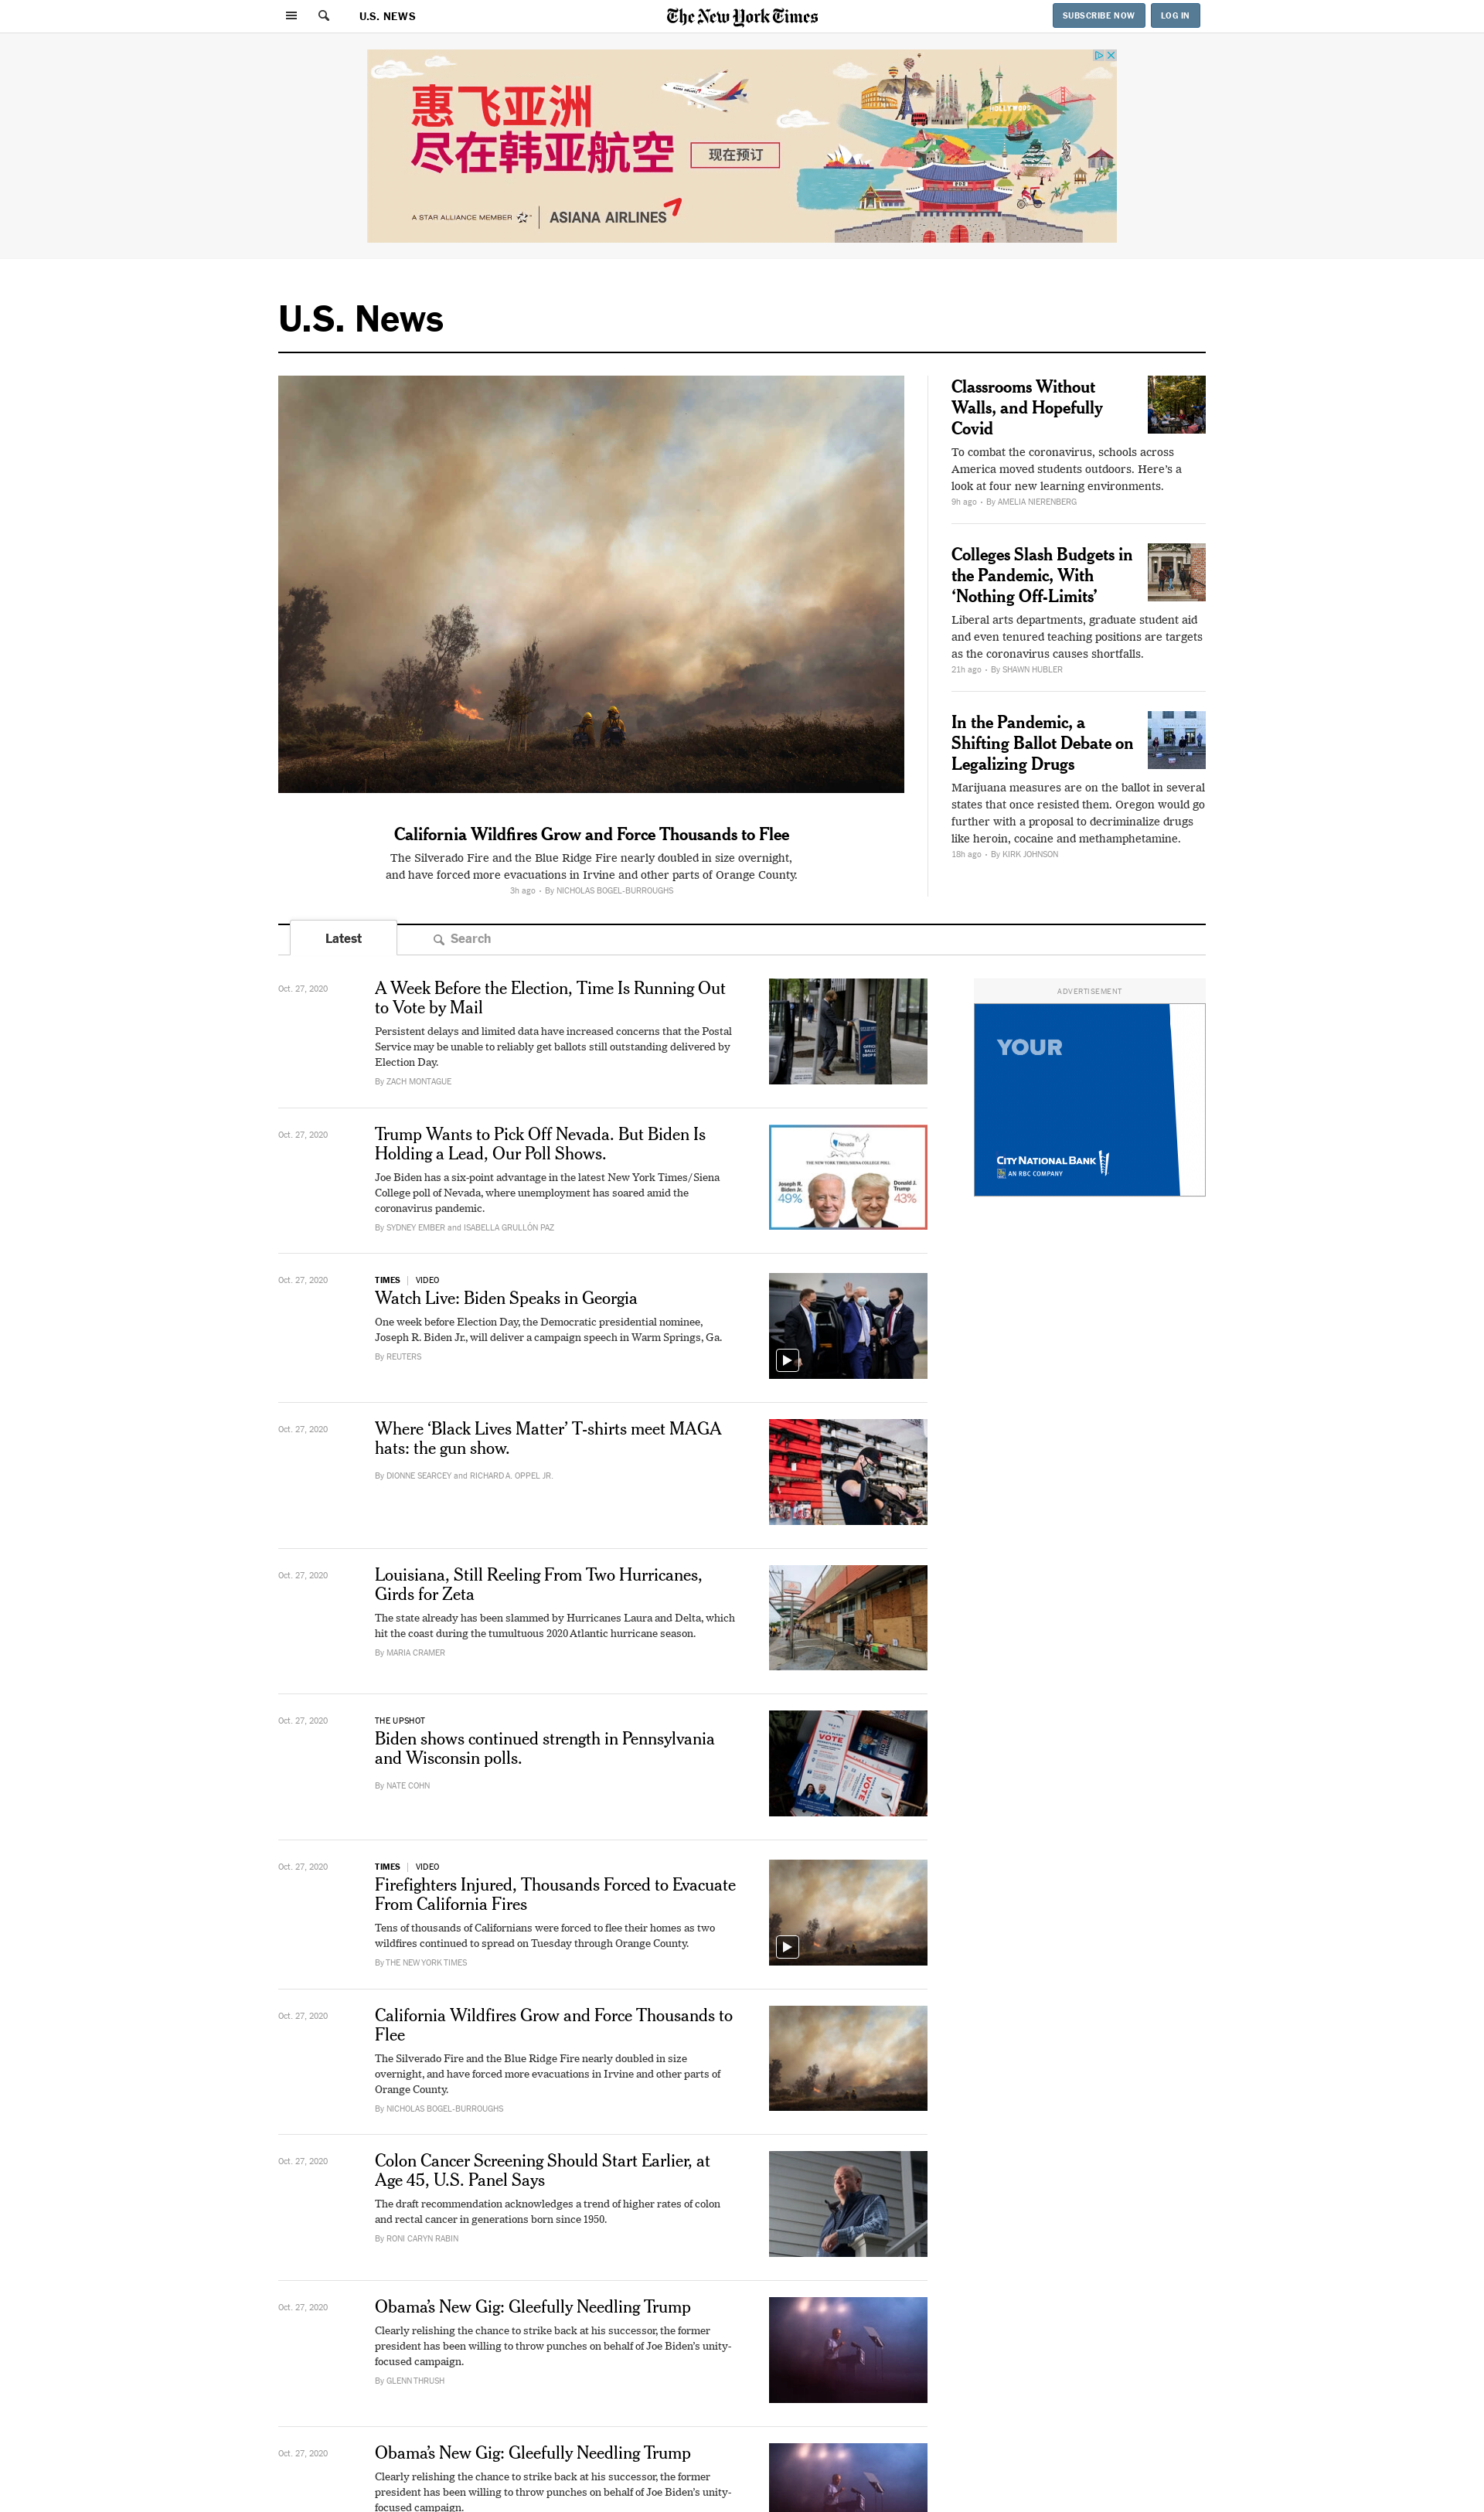 U.S. NEWS
The New York Times
SUBSCRIBE NOW
LOG IN
惠飞亚洲
尽在韩亚航空
现在预订
HOLLYWOOD
A STAR ALLIANCE MEMBER
ASIANA AIRLINES
U.S. News
California Wildfires Grow and Force Thousands to Flee
The Silverado Fire and the Blue Ridge Fire nearly doubled in size overnight,
and have forced more evacuations in Irvine and other parts of Orange County.
3h ago • By NICHOLAS BOGEL-BURROUGHS
Classrooms Without
Walls, and Hopefully
Covid
To combat the coronavirus, schools across
America moved students outdoors. Here’s a
look at four new learning environments.
9h ago • By AMELIA NIERENBERG
Colleges Slash Budgets in
the Pandemic, With
‘Nothing Off-Limits’
Liberal arts departments, graduate student aid
and even tenured teaching positions are targets
as the coronavirus causes shortfalls.
21h ago • By SHAWN HUBLER
In the Pandemic, a
Shifting Ballot Debate on
Legalizing Drugs
Marijuana measures are on the ballot in several
states that once resisted them. Oregon would go
further with a proposal to decriminalize drugs
like heroin, cocaine and methamphetamine.
18h ago • By KIRK JOHNSON
Latest
Search
Oct. 27, 2020
A Week Before the Election, Time Is Running Out
to Vote by Mail
Persistent delays and limited data have increased concerns that the Postal
Service may be unable to reliably get ballots still outstanding delivered by
Election Day.
By ZACH MONTAGUE
ADVERTISEMENT
YOUR
CITY NATIONAL BANK
AN RBC COMPANY
Oct. 27, 2020
Trump Wants to Pick Off Nevada. But Biden Is
Holding a Lead, Our Poll Shows.
Joe Biden has a six-point advantage in the latest New York Times/Siena
College poll of Nevada, where unemployment has soared amid the
coronavirus pandemic.
By SYDNEY EMBER and ISABELLA GRULLÓN PAZ
Nevada
THE NEW YORK TIMES/SIENA COLLEGE POLL
Joseph R.
Biden Jr.
49%
Donald J.
Trump
43%
Oct. 27, 2020
TIMES | VIDEO
Watch Live: Biden Speaks in Georgia
One week before Election Day, the Democratic presidential nominee,
Joseph R. Biden Jr., will deliver a campaign speech in Warm Springs, Ga.
By REUTERS
Oct. 27, 2020
Where ‘Black Lives Matter’ T-shirts meet MAGA
hats: the gun show.
By DIONNE SEARCEY and RICHARD A. OPPEL JR.
Oct. 27, 2020
Louisiana, Still Reeling From Two Hurricanes,
Girds for Zeta
The state already has been slammed by Hurricanes Laura and Delta, which
hit the coast during the tumultuous 2020 Atlantic hurricane season.
By MARIA CRAMER
Oct. 27, 2020
THE UPSHOT
Biden shows continued strength in Pennsylvania
and Wisconsin polls.
By NATE COHN
VOTE
VOTE
Oct. 27, 2020
TIMES | VIDEO
Firefighters Injured, Thousands Forced to Evacuate
From California Fires
Tens of thousands of Californians were forced to flee their homes as two
wildfires continued to spread on Tuesday through Orange County.
By THE NEW YORK TIMES
Oct. 27, 2020
California Wildfires Grow and Force Thousands to
Flee
The Silverado Fire and the Blue Ridge Fire nearly doubled in size
overnight, and have forced more evacuations in Irvine and other parts of
Orange County.
By NICHOLAS BOGEL-BURROUGHS
Oct. 27, 2020
Colon Cancer Screening Should Start Earlier, at
Age 45, U.S. Panel Says
The draft recommendation acknowledges a trend of higher rates of colon
and rectal cancer in generations born since 1950.
By RONI CARYN RABIN
Oct. 27, 2020
Obama’s New Gig: Gleefully Needling Trump
Clearly relishing the chance to strike back at his successor, the former
president has been willing to throw punches on behalf of Joe Biden’s unity-
focused campaign.
By GLENN THRUSH
Oct. 27, 2020
Obama’s New Gig: Gleefully Needling Trump
Clearly relishing the chance to strike back at his successor, the former
president has been willing to throw punches on behalf of Joe Biden’s unity-
focused campaign.